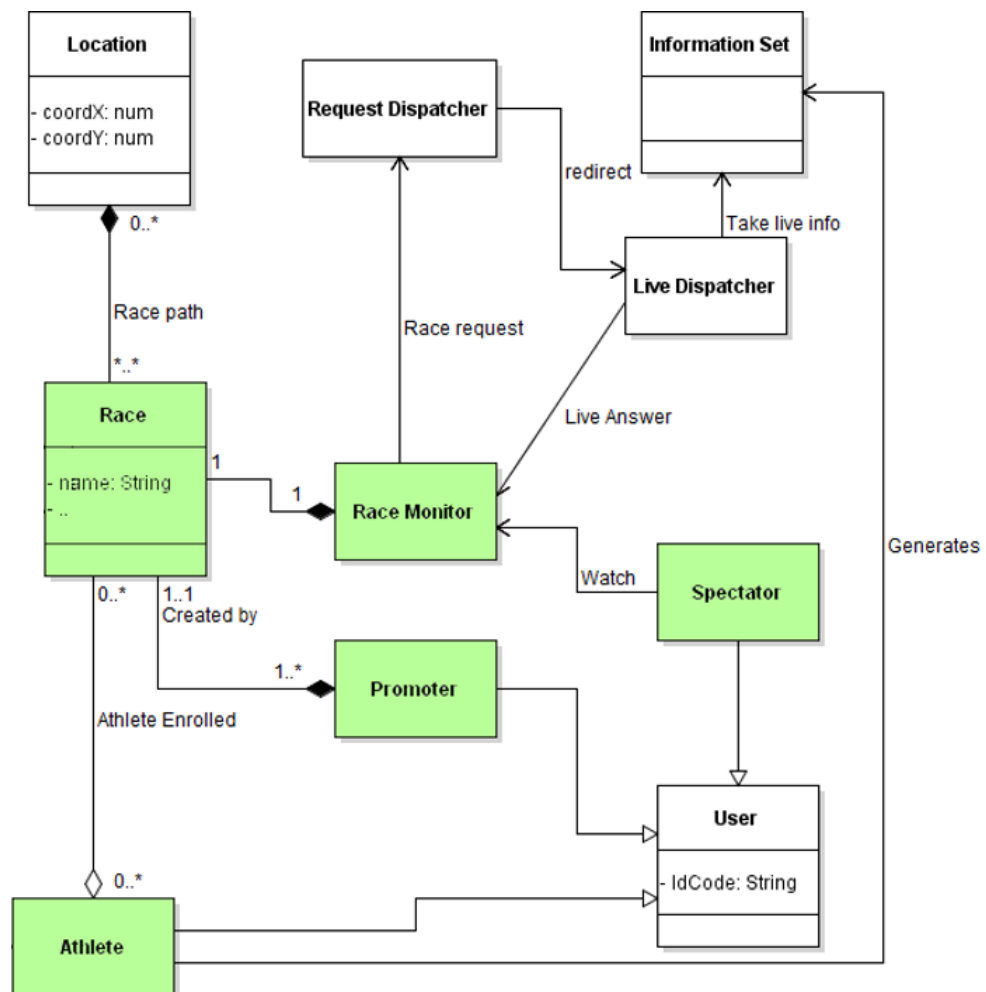 Location
- coordX: num
- coordY: num
0..*
Race path
*..*
Request Dispatcher
Information Set
redirect
Take live info
Live Dispatcher
Race request
Live Answer
Race
- name: String
- ..
1
1
Race Monitor
Watch
Spectator
Generates
0..*
1..1
Created by
1..*
Promoter
Athlete Enrolled
User
- IdCode: String
0..*
Athlete